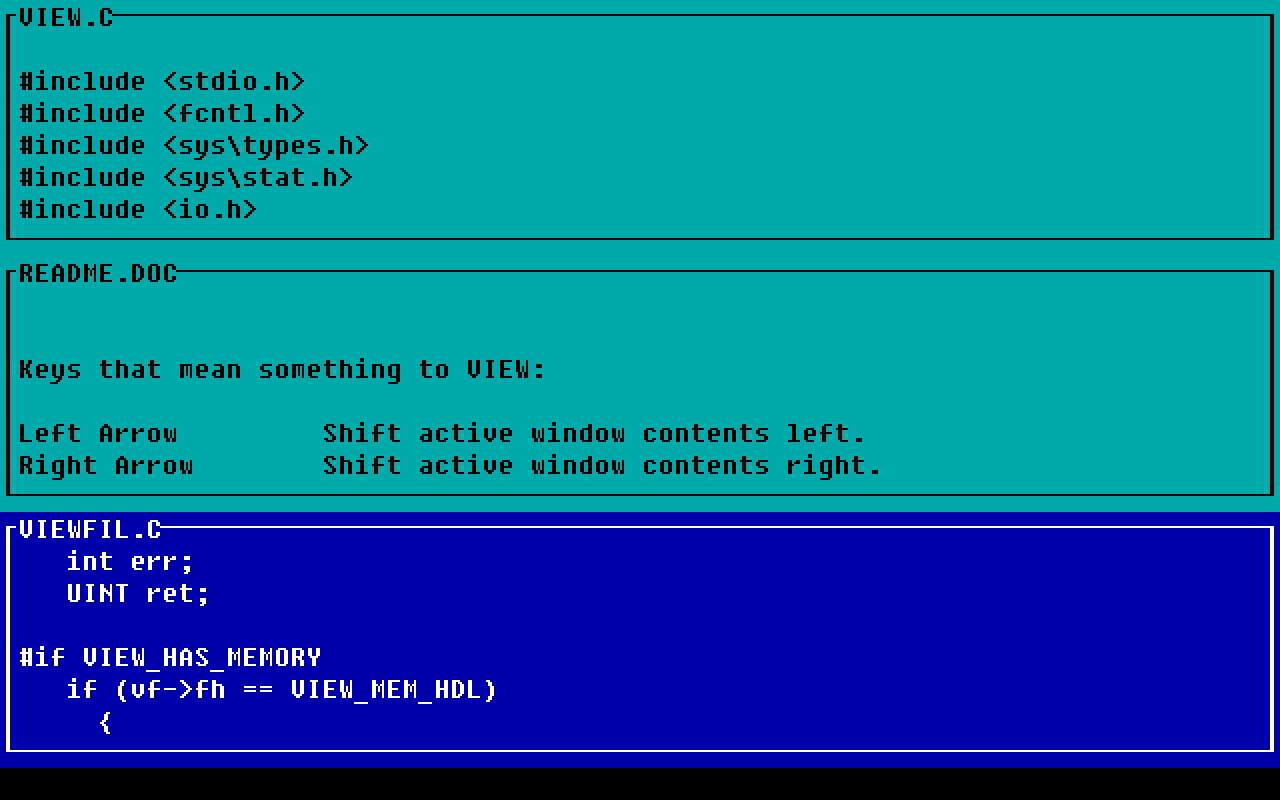 VIEW.C
#include <stdio.h>
#include <fcntl.h>
#include <sys\types.h>
#include <sys\stat.h>
#include <io.h>
README.DOC
Keys that mean something to VIEW:
Left Arrow         Shift active window contents left.
Right Arrow        Shift active window contents right.
VIEWFIL.C
   int err;
   UINT ret;
#if VIEW_HAS_MEMORY
   if (vf->fh == VIEW_MEM_HDL)
     {